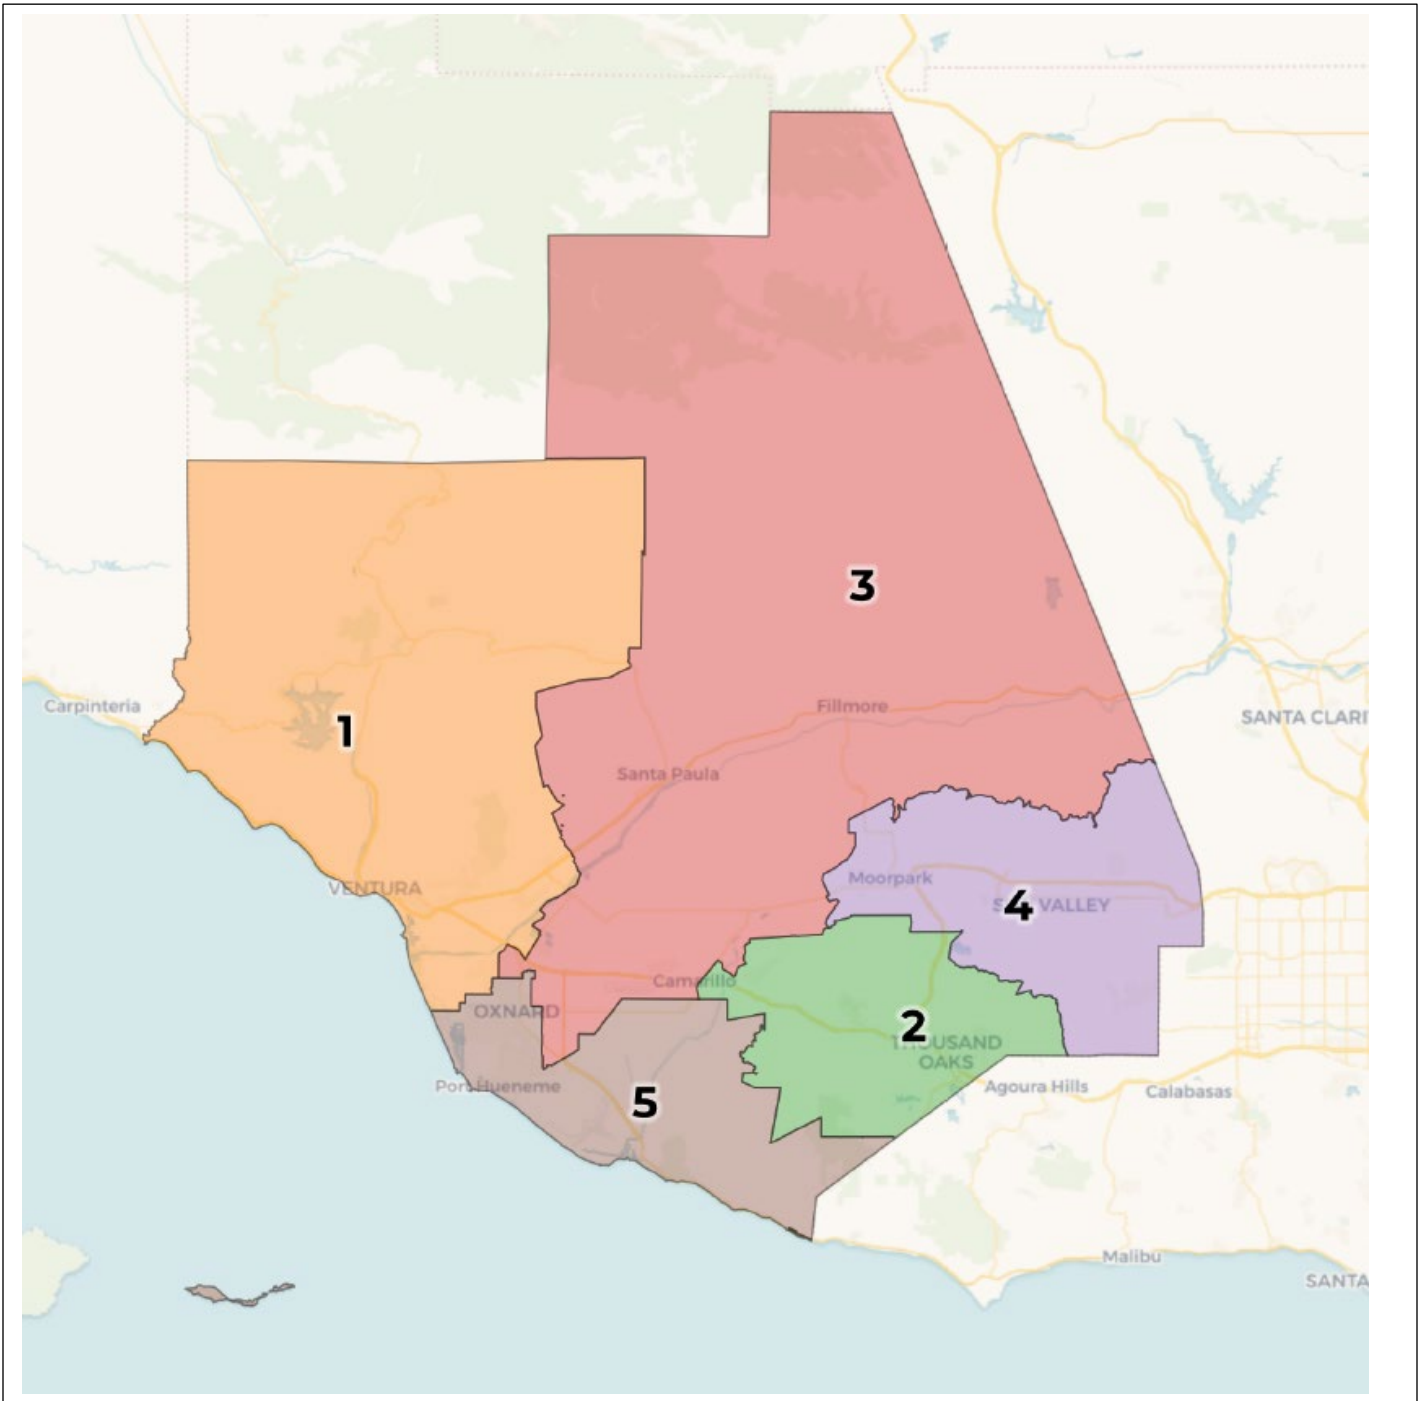 3
Carpinteria
Fillmore
SANTA CLARI
1
Santa Paula
VENTURA
Moorpark
S VALLEY
4
Camarillo
OXNARD
2
THOUSAND
OAKS
Port Hueneme
5
Agoura Hills
Calabasas
Malibu
SANTA